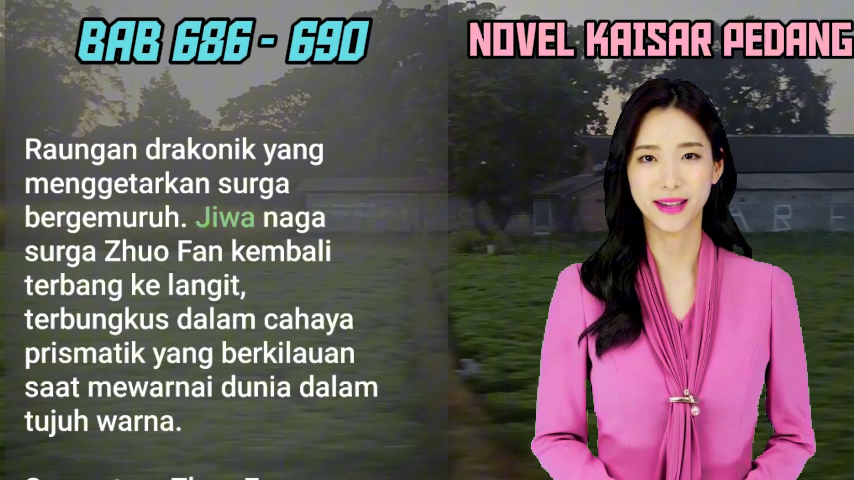 BAB 686 - 690
NOVEL KAISAR PEDANG
Raungan drakonik yang
menggetarkan surga
bergemuruh. Jiwa naga
surga Zhuo Fan kembali
terbang ke langit,
terbungkus dalam cahaya
prismatik yang berkilauan
saat mewarnai dunia dalam
tujuh warna.